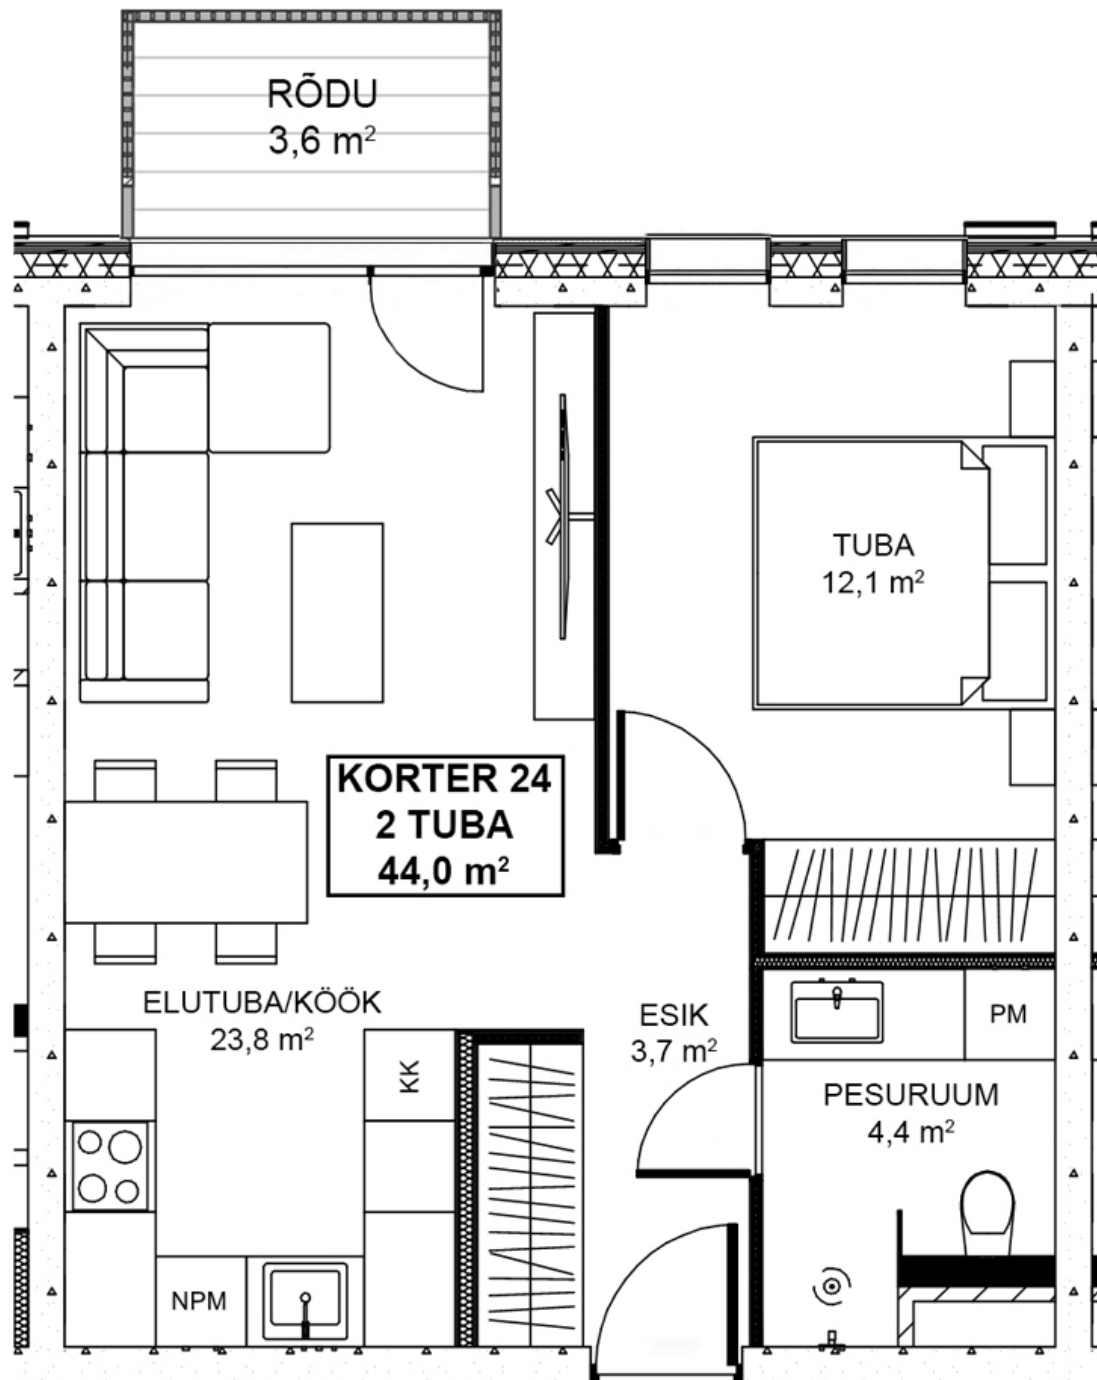 RÕDU
3,6 m²
TUBA
12,1 m²
KORTER 24
2 TUBA
44,0 m²
ELUTUBA/KÖÖK
23,8 m²
ESIK
3,7 m²
PM
KK
PESURUUM
4,4 m²
NPM